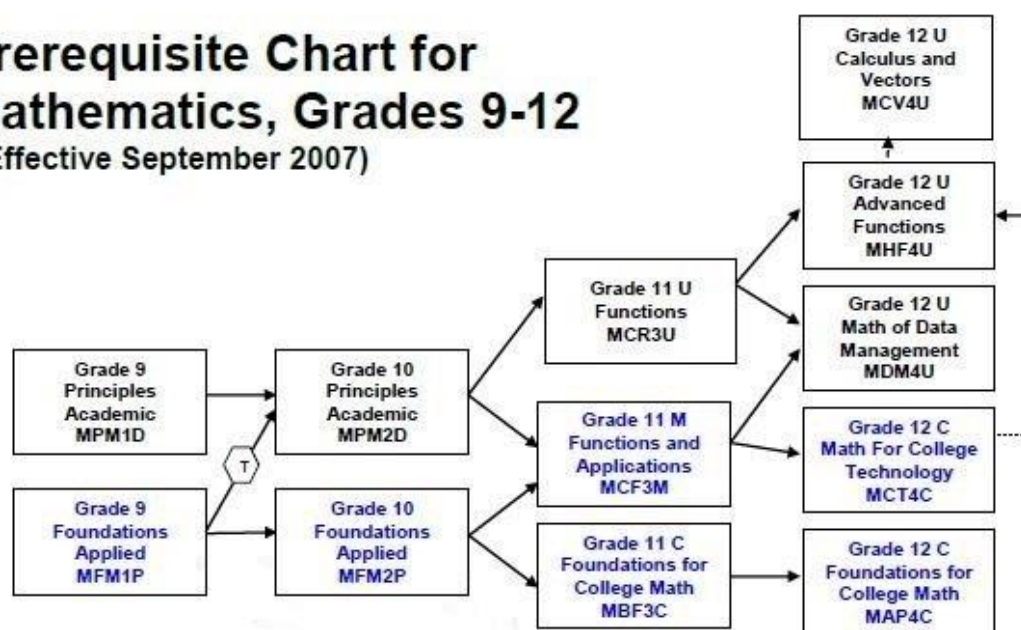 rerequisite Chart for
athematics, Grades 9-12
ffective September 2007)
Grade 12 U
Calculus and
Vectors
MCV4U
Grade 12 U
Advanced
Functions
MHF4U
Grade 11 U
Functions
MCR3U
Grade 12 U
Math of Data
Management
MDM4U
Grade 9
Principles
Academic
MPM1D
Grade 10
Principles
Academic
MPM2D
Grade 11 M
Functions and
Applications
MCF3M
Grade 12 C
Math For College
Technology
MCT4C
T
Grade 9
Foundations
Applied
MFM1P
Grade 10
Foundations
Applied
MFM2P
Grade 11 C
Foundations for
College Math
MBF3C
Grade 12 C
Foundations for
College Math
MAP4C